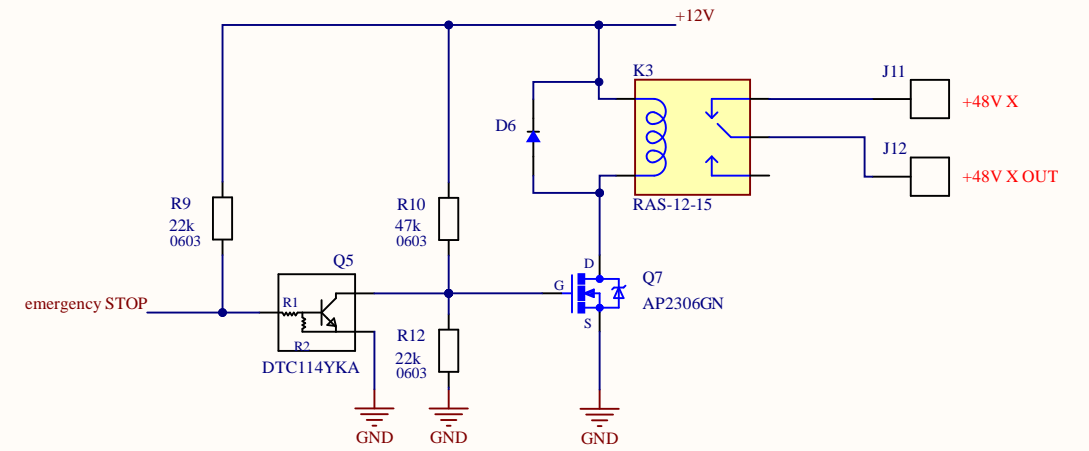 +12V
K3
J11
+48V X
D6
J12
+48V X OUT
R9
22k
0603
R10
47k
0603
RAS-12-15
Q5
D
G
Q7
AP2306GN
S
emergency STOP
R1
R2
DTC114YKA
R12
22k
0603
GND
GND
GND